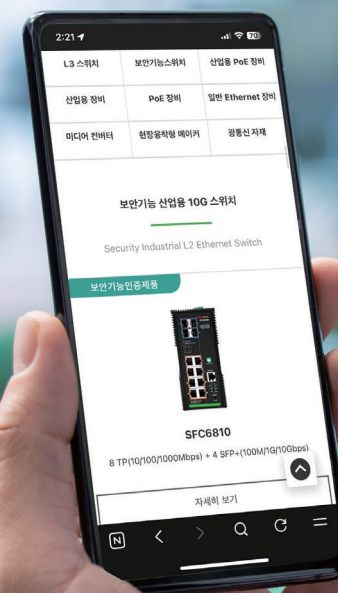 2:21
70
L3 스위치
보안기능스위치
산업용 PoE 장비
산업용 장비
PoE 장비
일반 Ethernet 장비
미디어 컨버터
현장융착형 메이커
광통신 자재
보안기능 산업용 10G 스위치
Security Industrial L2 Ethernet Switch
보안기능인증제품
SFC6810
8 TP(10/100/1000Mbps) + 4 SFP+(100M/1G/10Gbps)
자세히 보기
N